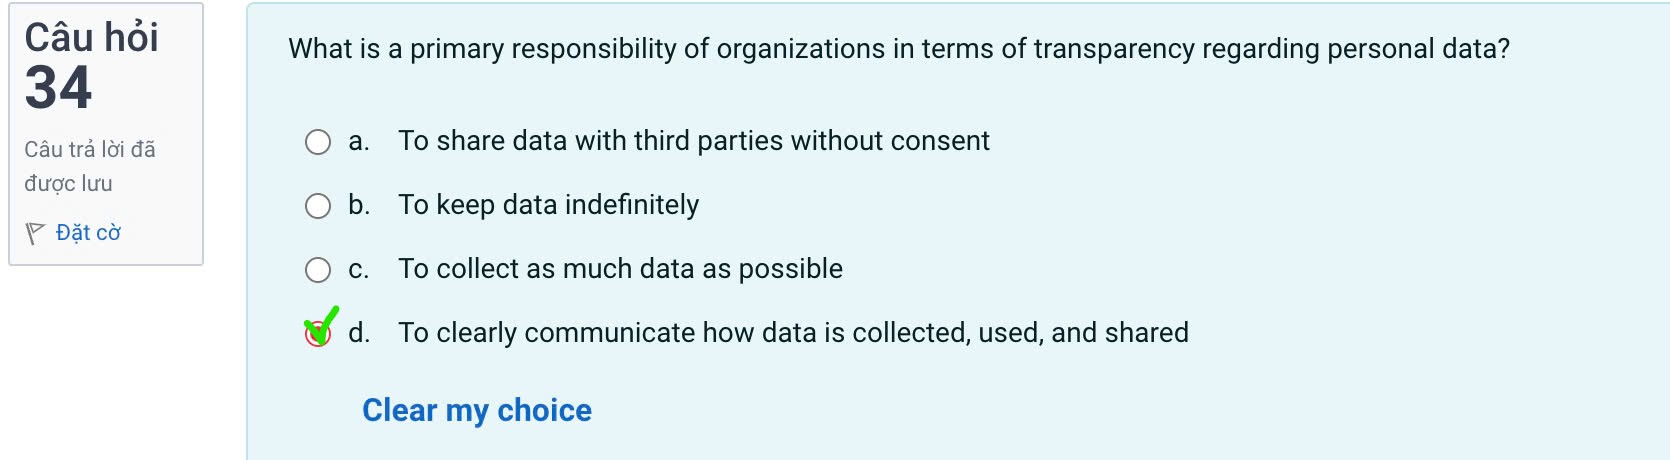 Câu hỏi
34
Câu trả lời đã
được lưu
Đặt cờ
What is a primary responsibility of organizations in terms of transparency regarding personal data?
a. To share data with third parties without consent
b. To keep data indefinitely
c. To collect as much data as possible
d. To clearly communicate how data is collected, used, and shared
Clear my choice